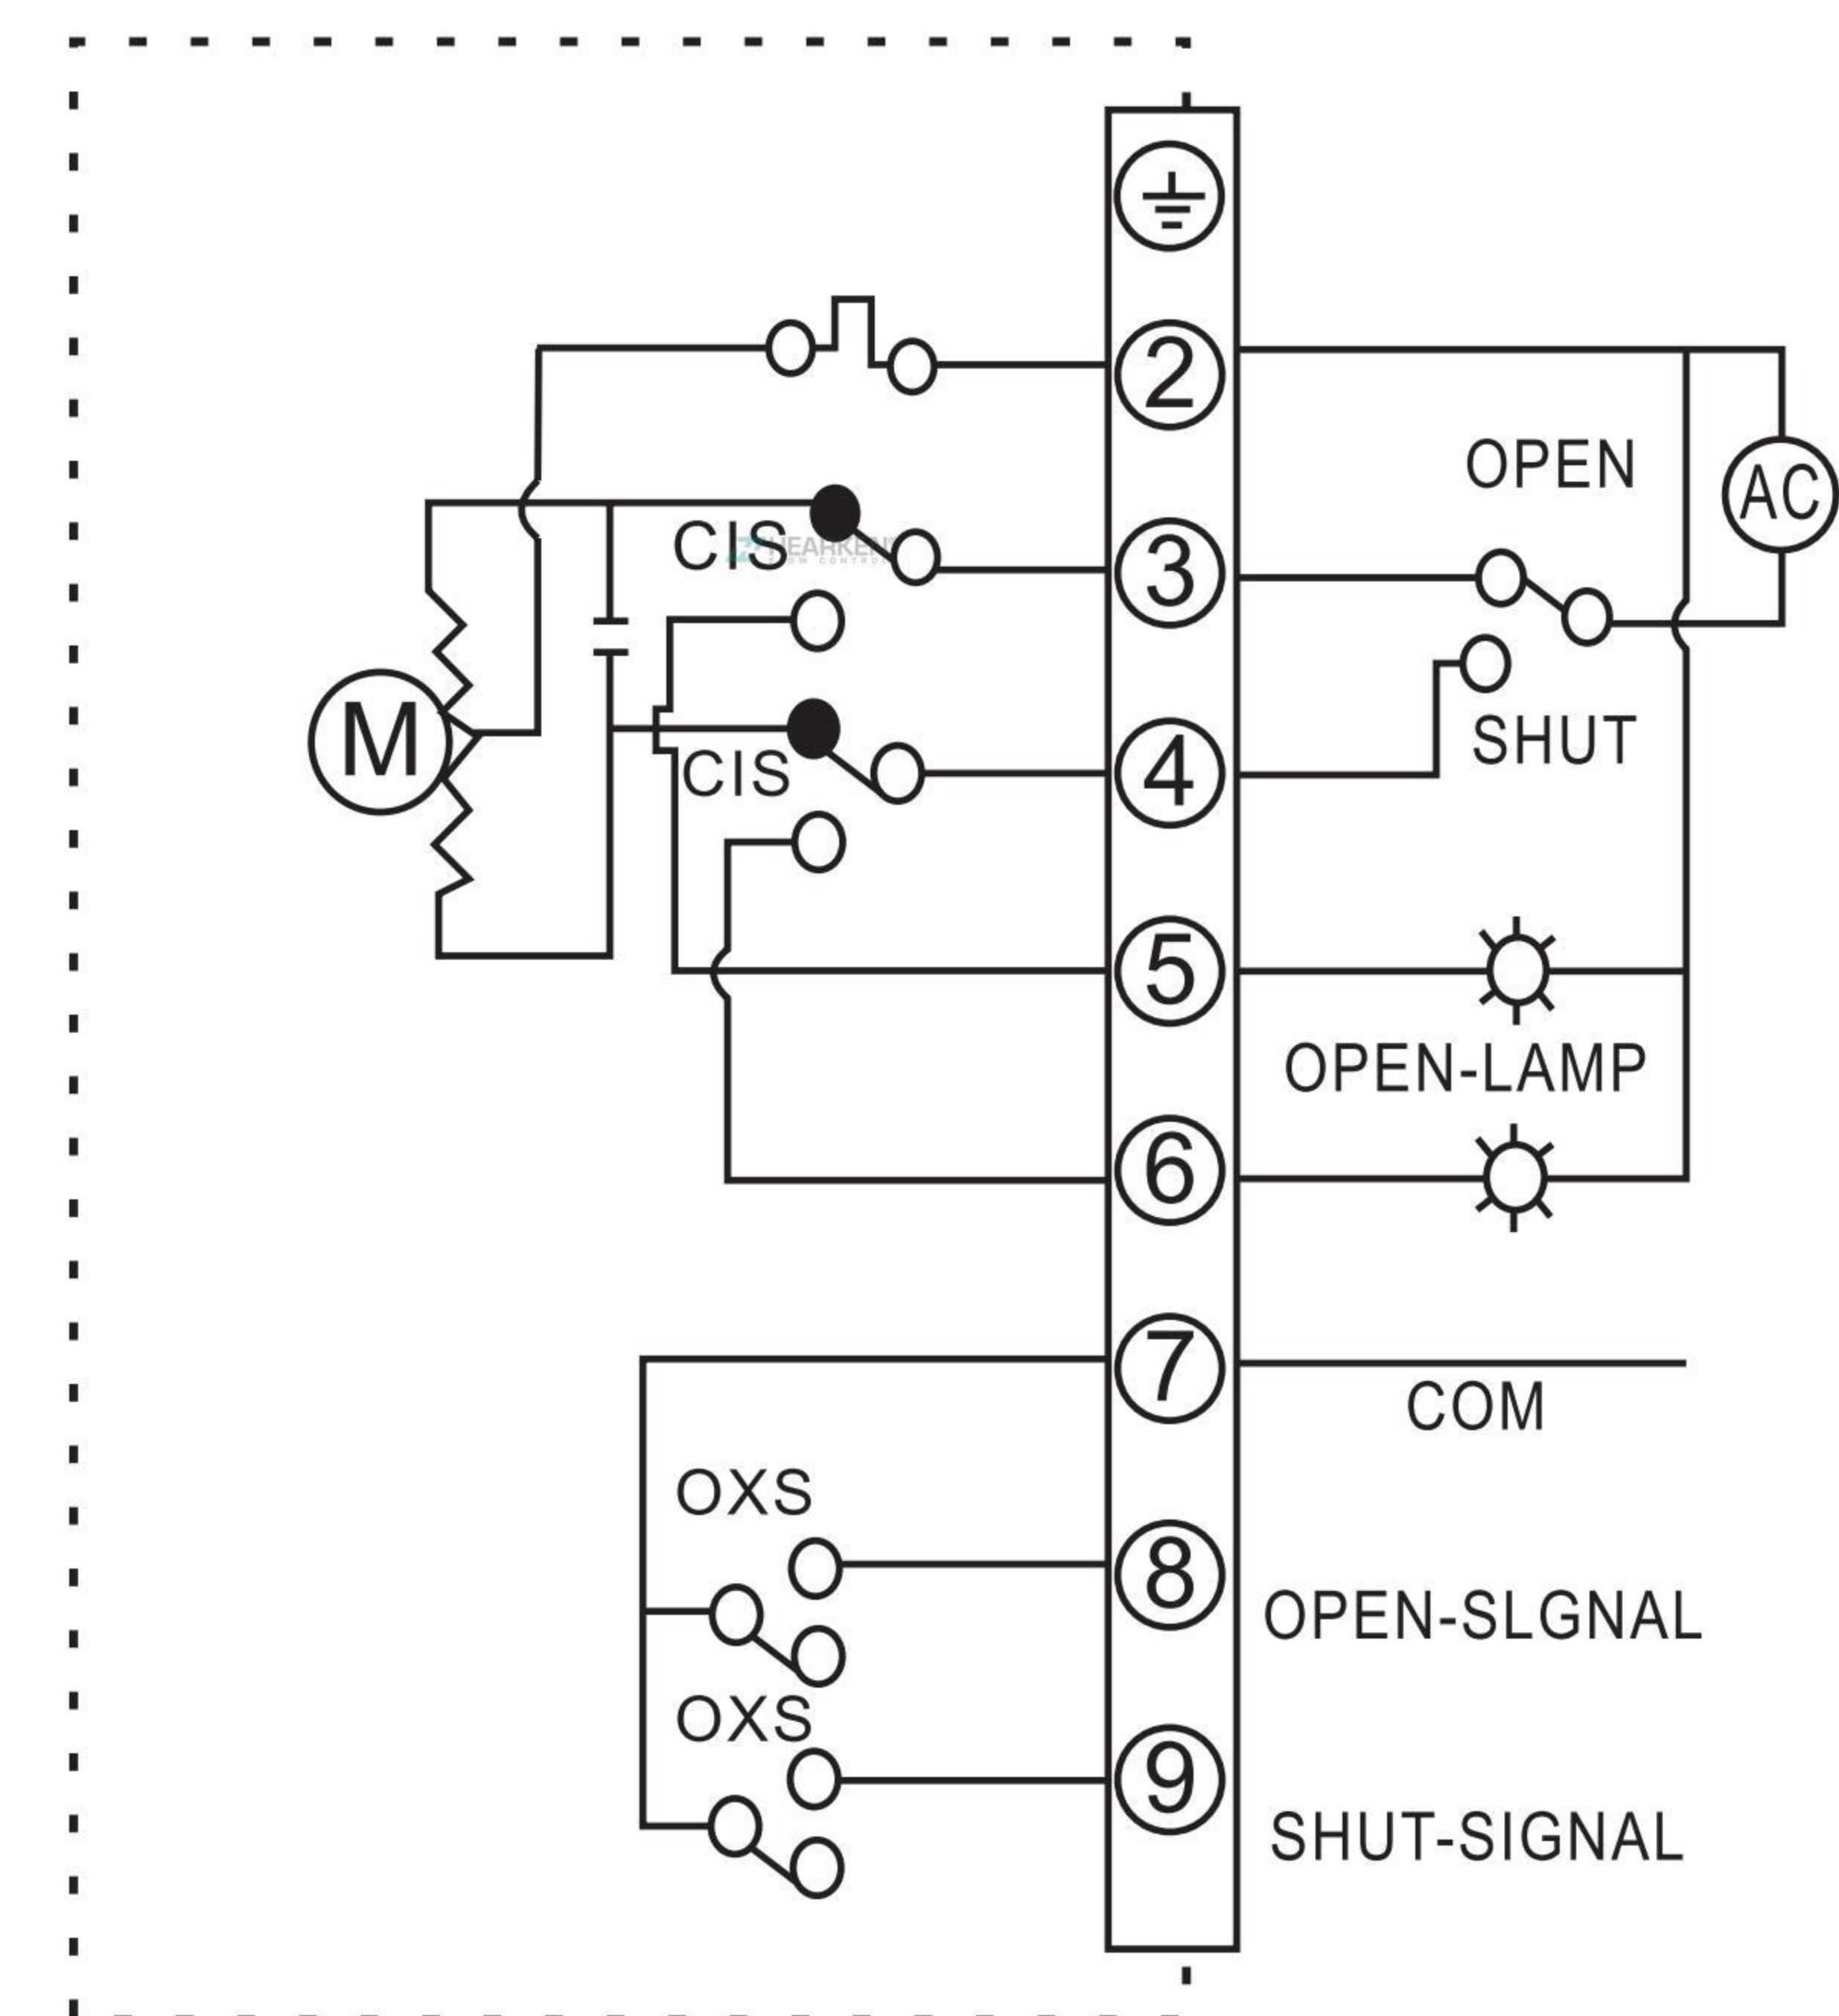 2
OPEN
AC
CIS
3
M
SHUT
CIS
4
5
OPEN-LAMP
6
7
COM
OXS
8
OPEN-SLGNAL
OXS
9
SHUT-SIGNAL